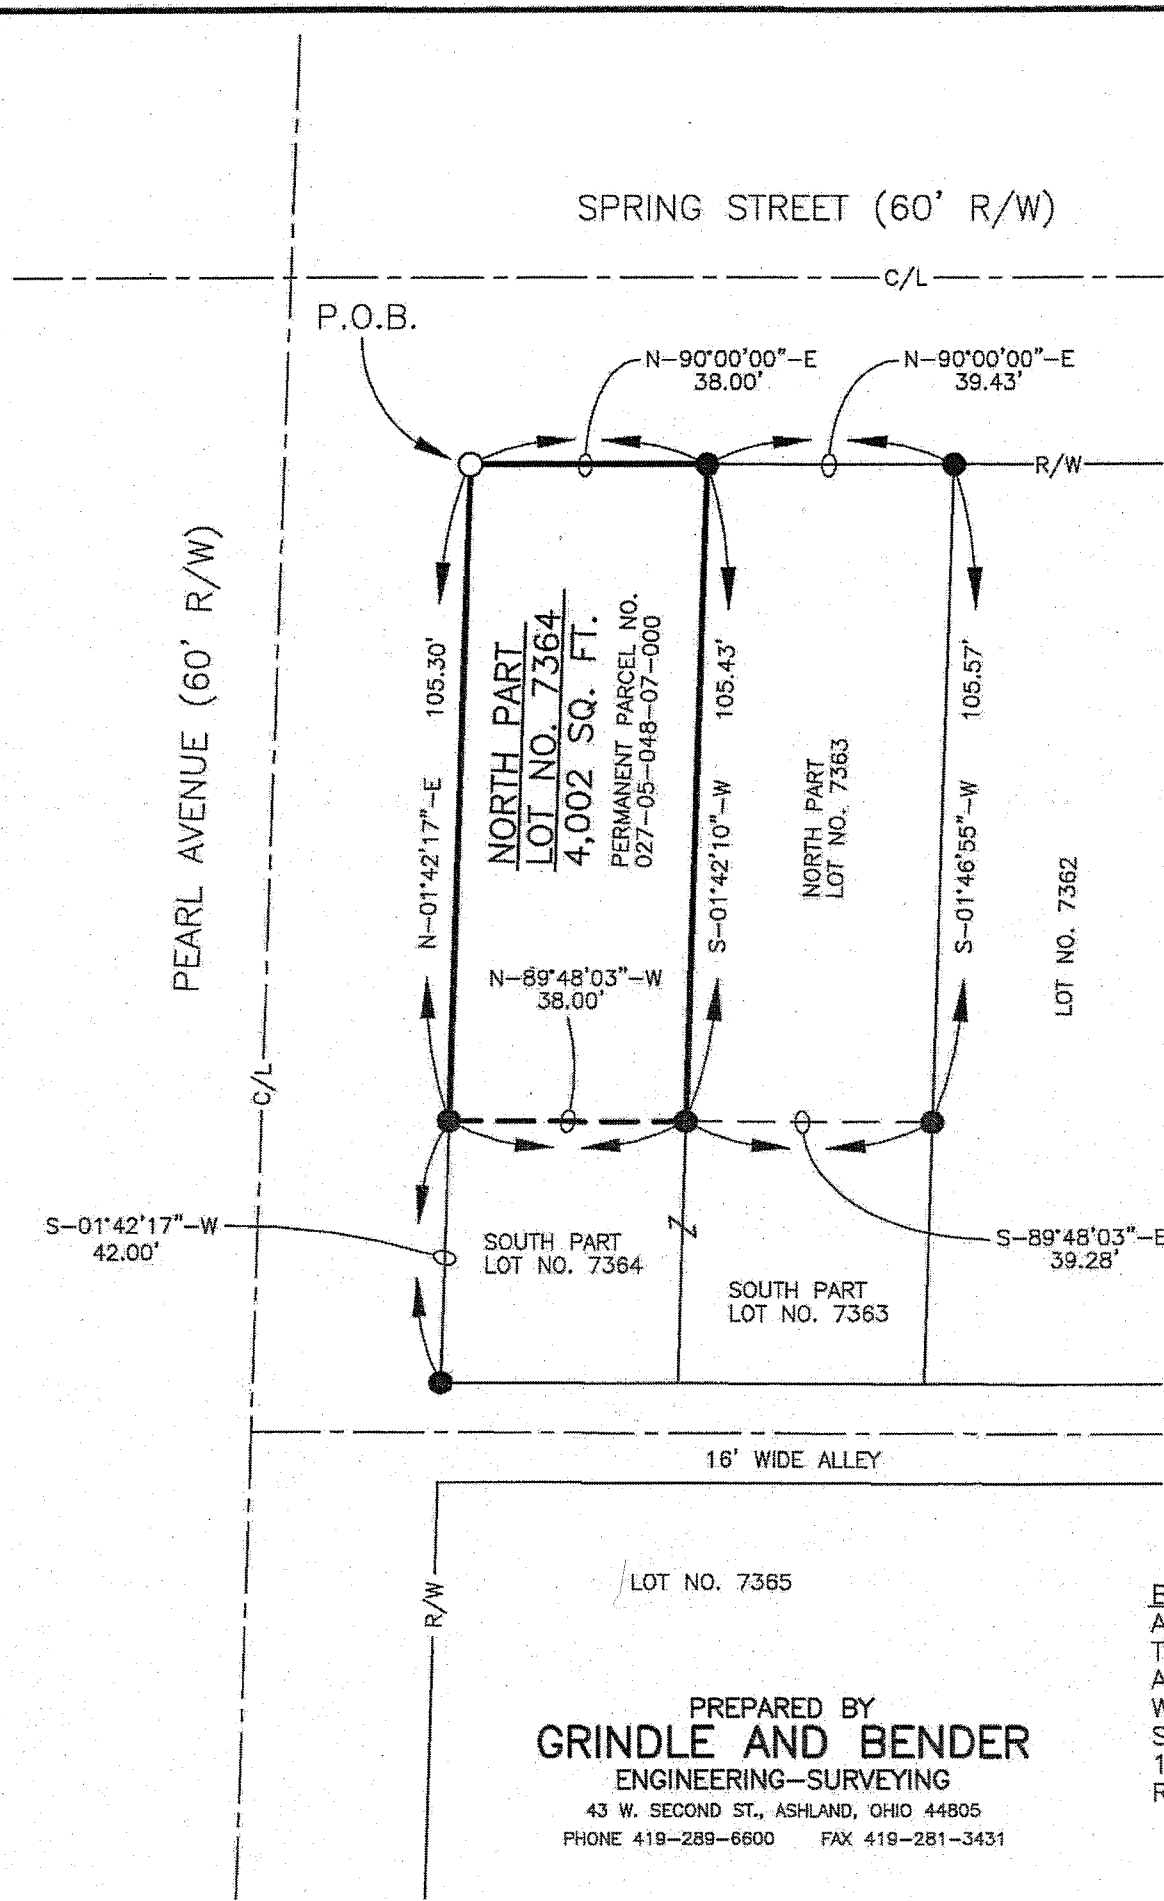 SPRING STREET (60' R/W)
C/L
P.O.B.
N-90°00'00"-E
38.00'
N-90°00'00"-E
39.43'
R/W
PEARL AVENUE (60' R/W)
C/L
N-01°42'17"-E 105.30'
NORTH PART
LOT NO. 7364
4,002 SQ. FT.
PERMANENT PARCEL NO.
027-05-048-07-000
S-01°42'10"-W 105.43'
NORTH PART
LOT NO. 7363
S-01°46'55"-W 105.57'
LOT NO. 7362
N-89°48'03"-W
38.00'
S-01°42'17"-W
42.00'
SOUTH PART
LOT NO. 7364
Z
S-89°48'03"-E
39.28'
SOUTH PART
LOT NO. 7363
16' WIDE ALLEY
R/W
LOT NO. 7365
PREPARED BY
GRINDLE AND BENDER
ENGINEERING-SURVEYING
43 W. SECOND ST., ASHLAND, OHIO 44805
PHONE 419-289-6600 FAX 419-281-3431